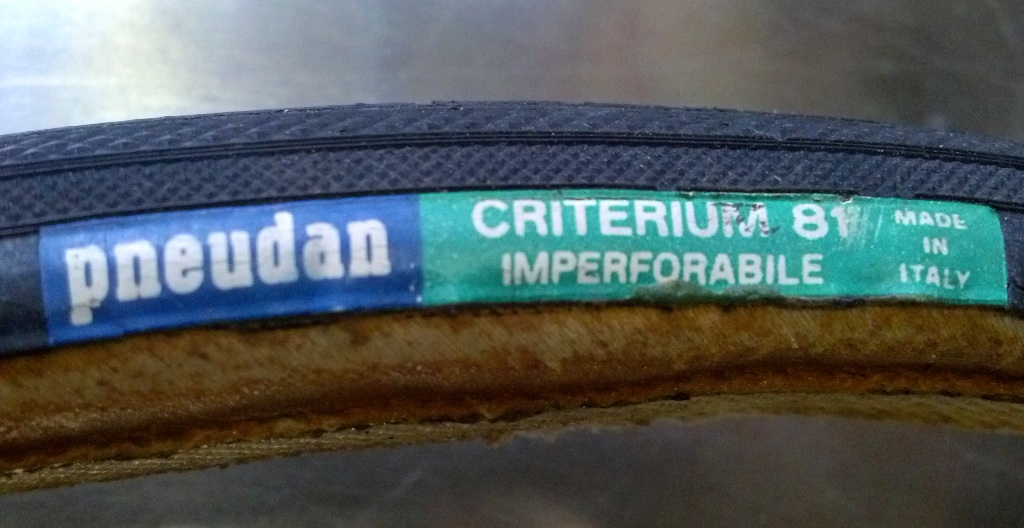 pneudan
CRITERIUM 81
IMPERFORABILE
MADE
IN
ITALY